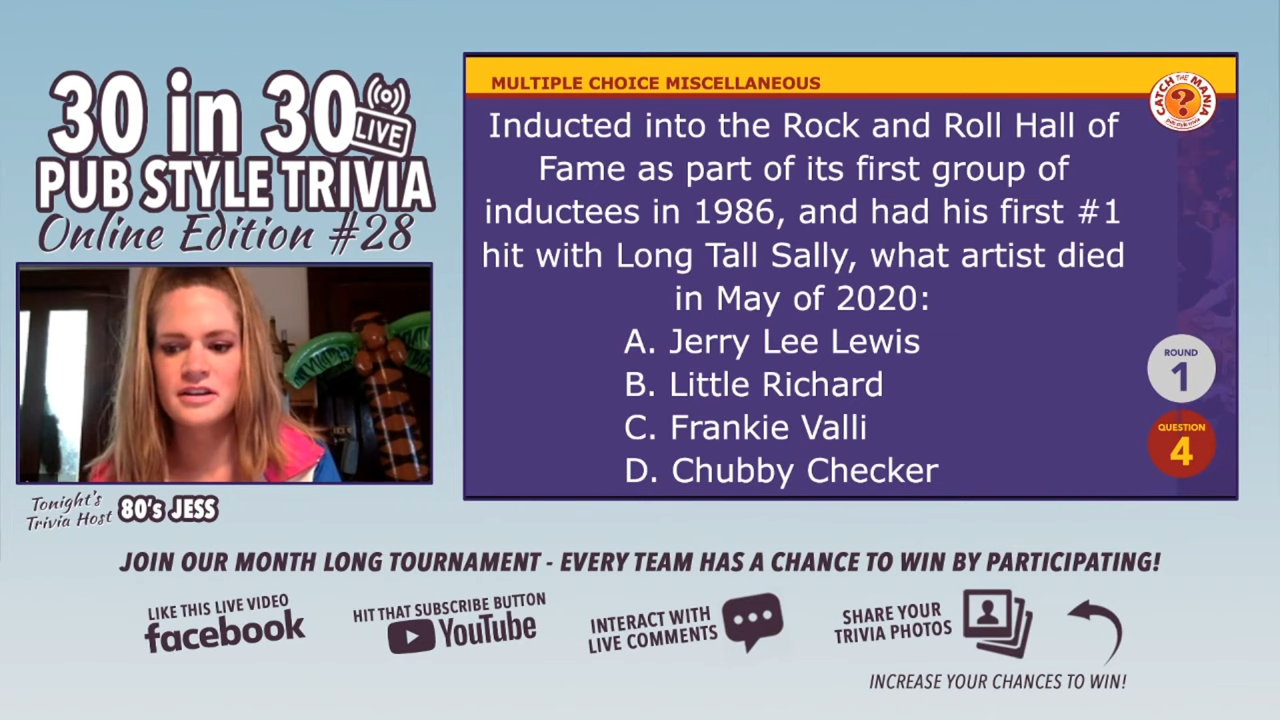 30 in 30
LIVE
PUB STYLE TRIVIA
Online Edition #28
Tonight's
Trivia Host
80's JESS
MULTIPLE CHOICE MISCELLANEOUS
CATCH THE MANIA
?
pub style trivia
Inducted into the Rock and Roll Hall of
Fame as part of its first group of
inductees in 1986, and had his first #1
hit with Long Tall Sally, what artist died
in May of 2020:
A. Jerry Lee Lewis
B. Little Richard
C. Frankie Valli
D. Chubby Checker
ROUND
1
QUESTION
4
JOIN OUR MONTH LONG TOURNAMENT - EVERY TEAM HAS A CHANCE TO WIN BY PARTICIPATING!
LIKE THIS LIVE VIDEO
facebook
HIT THAT SUBSCRIBE BUTTON
YouTube
INTERACT WITH
LIVE COMMENTS
SHARE YOUR
TRIVIA PHOTOS
INCREASE YOUR CHANCES TO WIN!